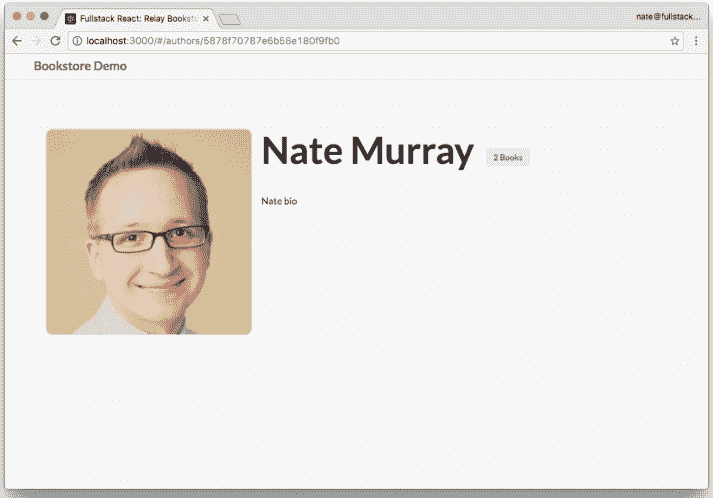 Fullstack React: Relay Bookst
nate@fullstack...
localhost:3000/#/authors/5878f70787e6b58e180f9fb0
Bookstore Demo
Nate Murray
2 Books
Nate bio